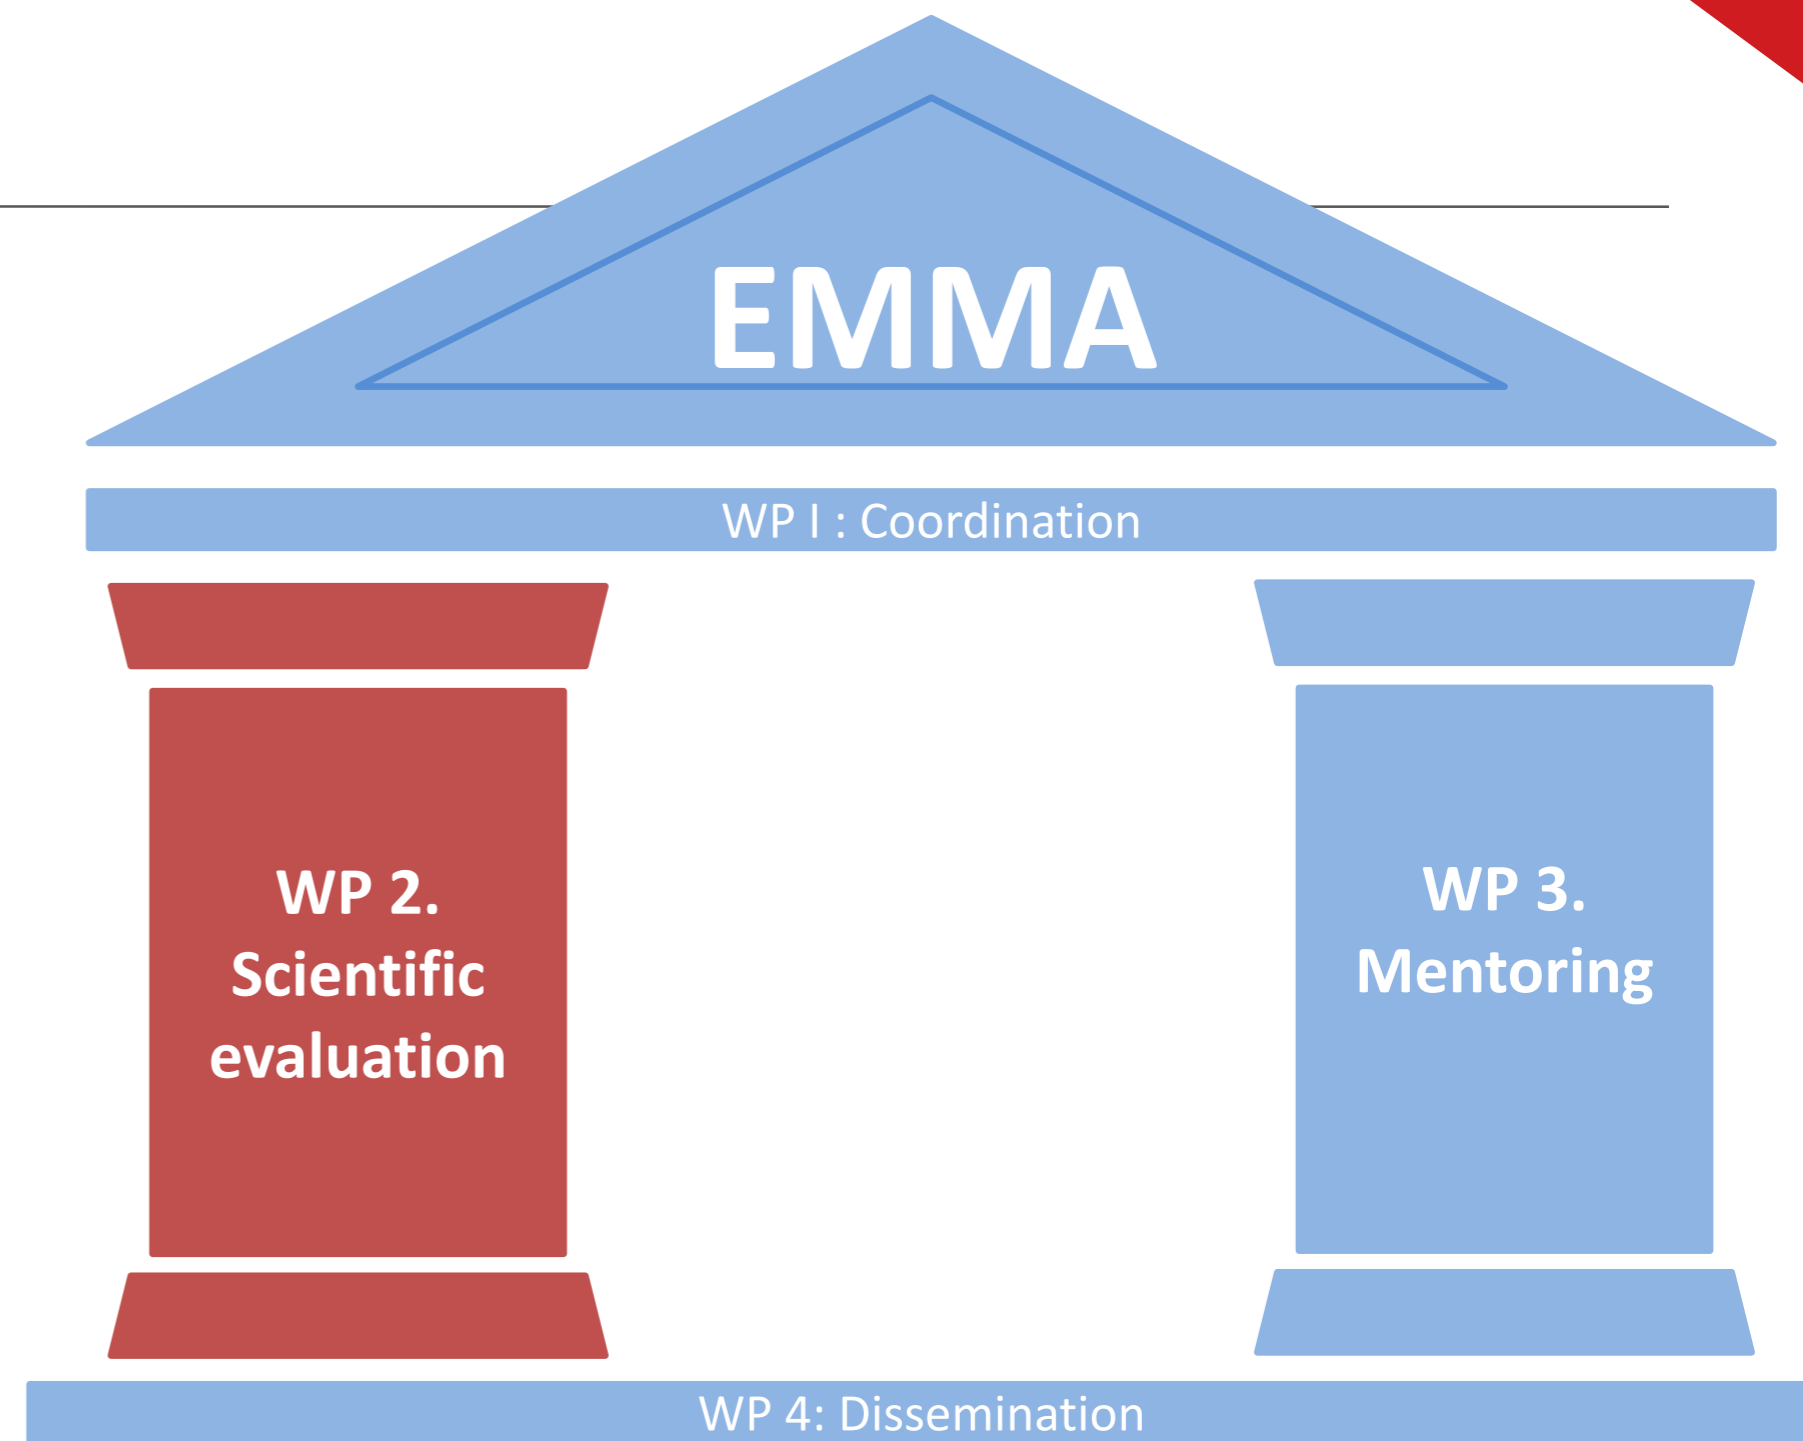 EMMA
WP I : Coordination
WP 2.
Scientific
evaluation
WP 3.
Mentoring
WP 4: Dissemination